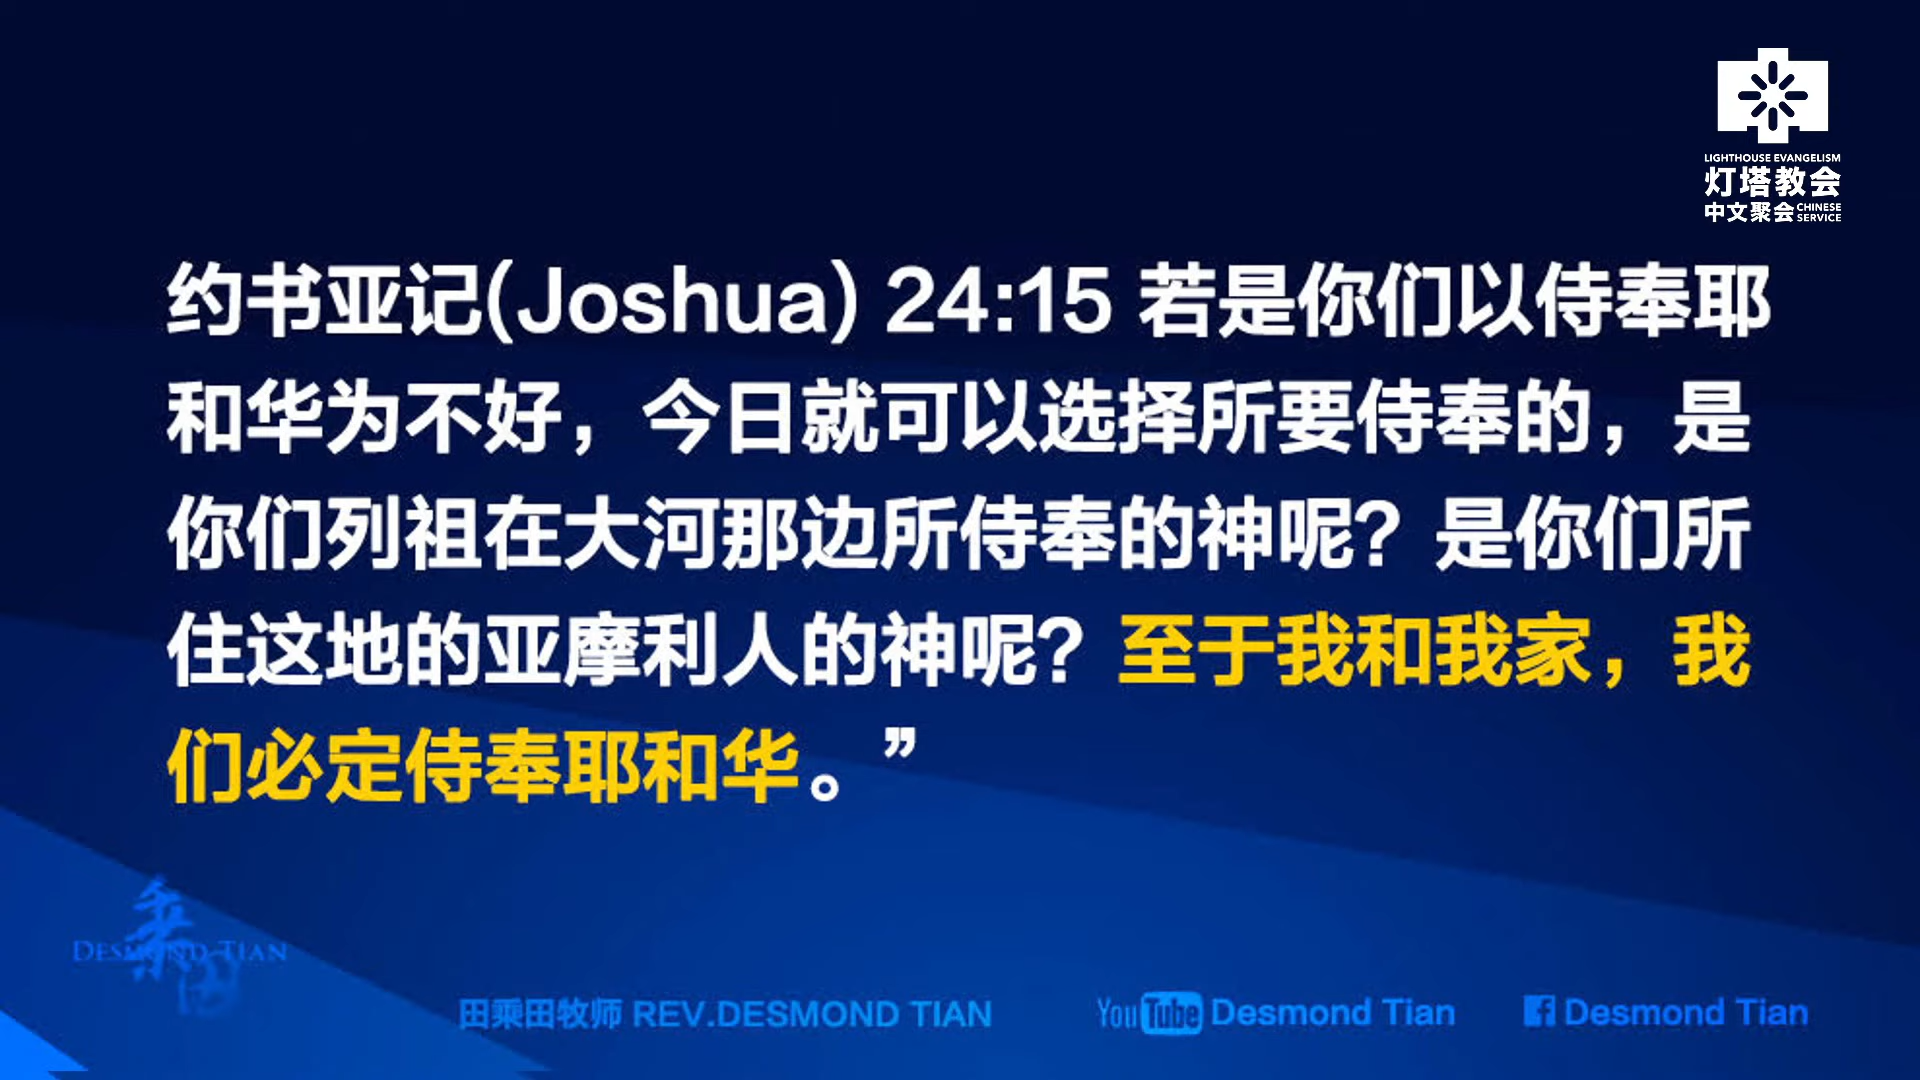 LIGHTHOUSE EVANGELISM
灯塔教会
中文聚会 CHINESE SERVICE
约书亚记(Joshua) 24:15 若是你们以侍奉耶
和华为不好，今日就可以选择所要侍奉的，是
你们列祖在大河那边所侍奉的神呢？是你们所
住这地的亚摩利人的神呢？至于我和我家，我
们必定侍奉耶和华。”
乘田
DESMOND TIAN
田乘田牧师 REV.DESMOND TIAN
YouTube Desmond Tian
f Desmond Tian